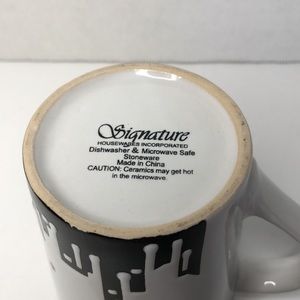 Signature
HOUSEWARES INCORPORATED
Dishwasher & Microwave Safe
Stoneware
Made in China
CAUTION: Ceramics may get hot
in the microwave.